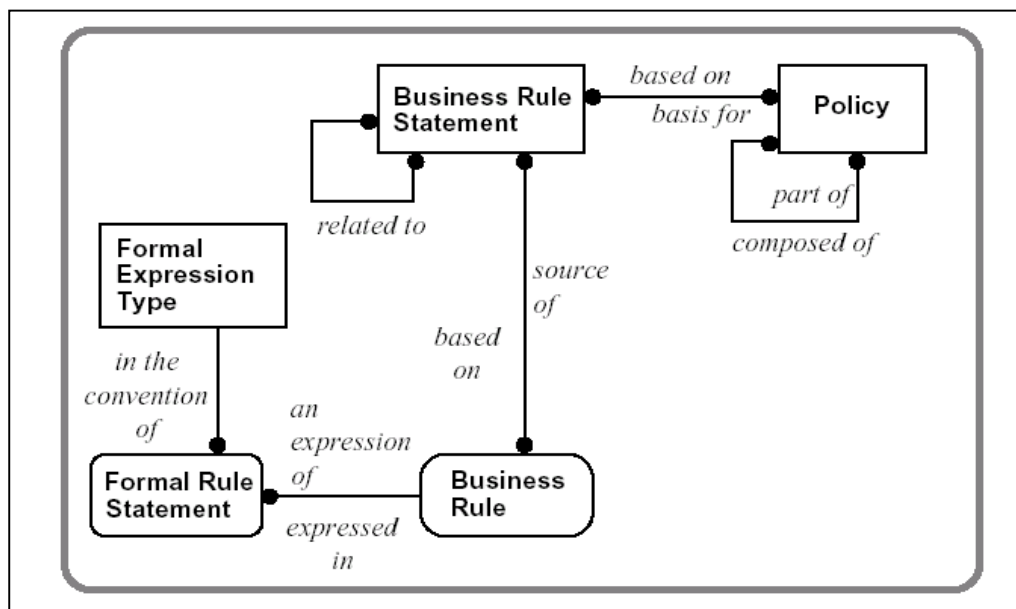 Business Rule
Statement
based on
basis for
Policy
related to
part of
composed of
Formal
Expression
Type
source
of
based
on
in the
convention
of
an
expression
of
Formal Rule
Statement
Business
Rule
expressed
in